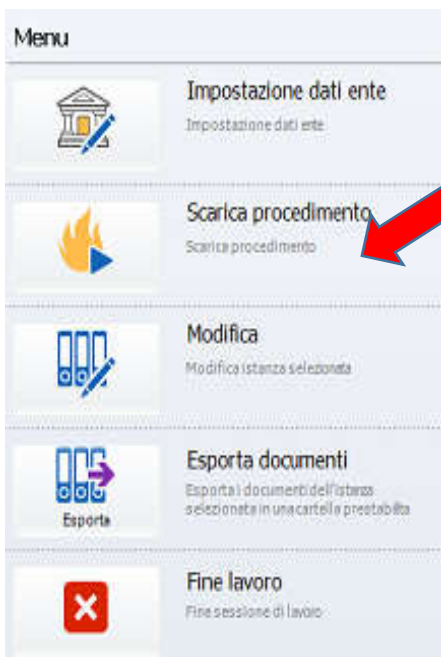 Menu
Impostazione dati ente
Impostazione dati ente
Scarica procedimento
Scarica procedimento
Modifica
Modifica istanza selezionata
Esporta documenti
Esporta i documenti dell'istanza
selezionata in una cartella prestabilita
Esporta
Fine lavoro
Fine sessione di lavoro